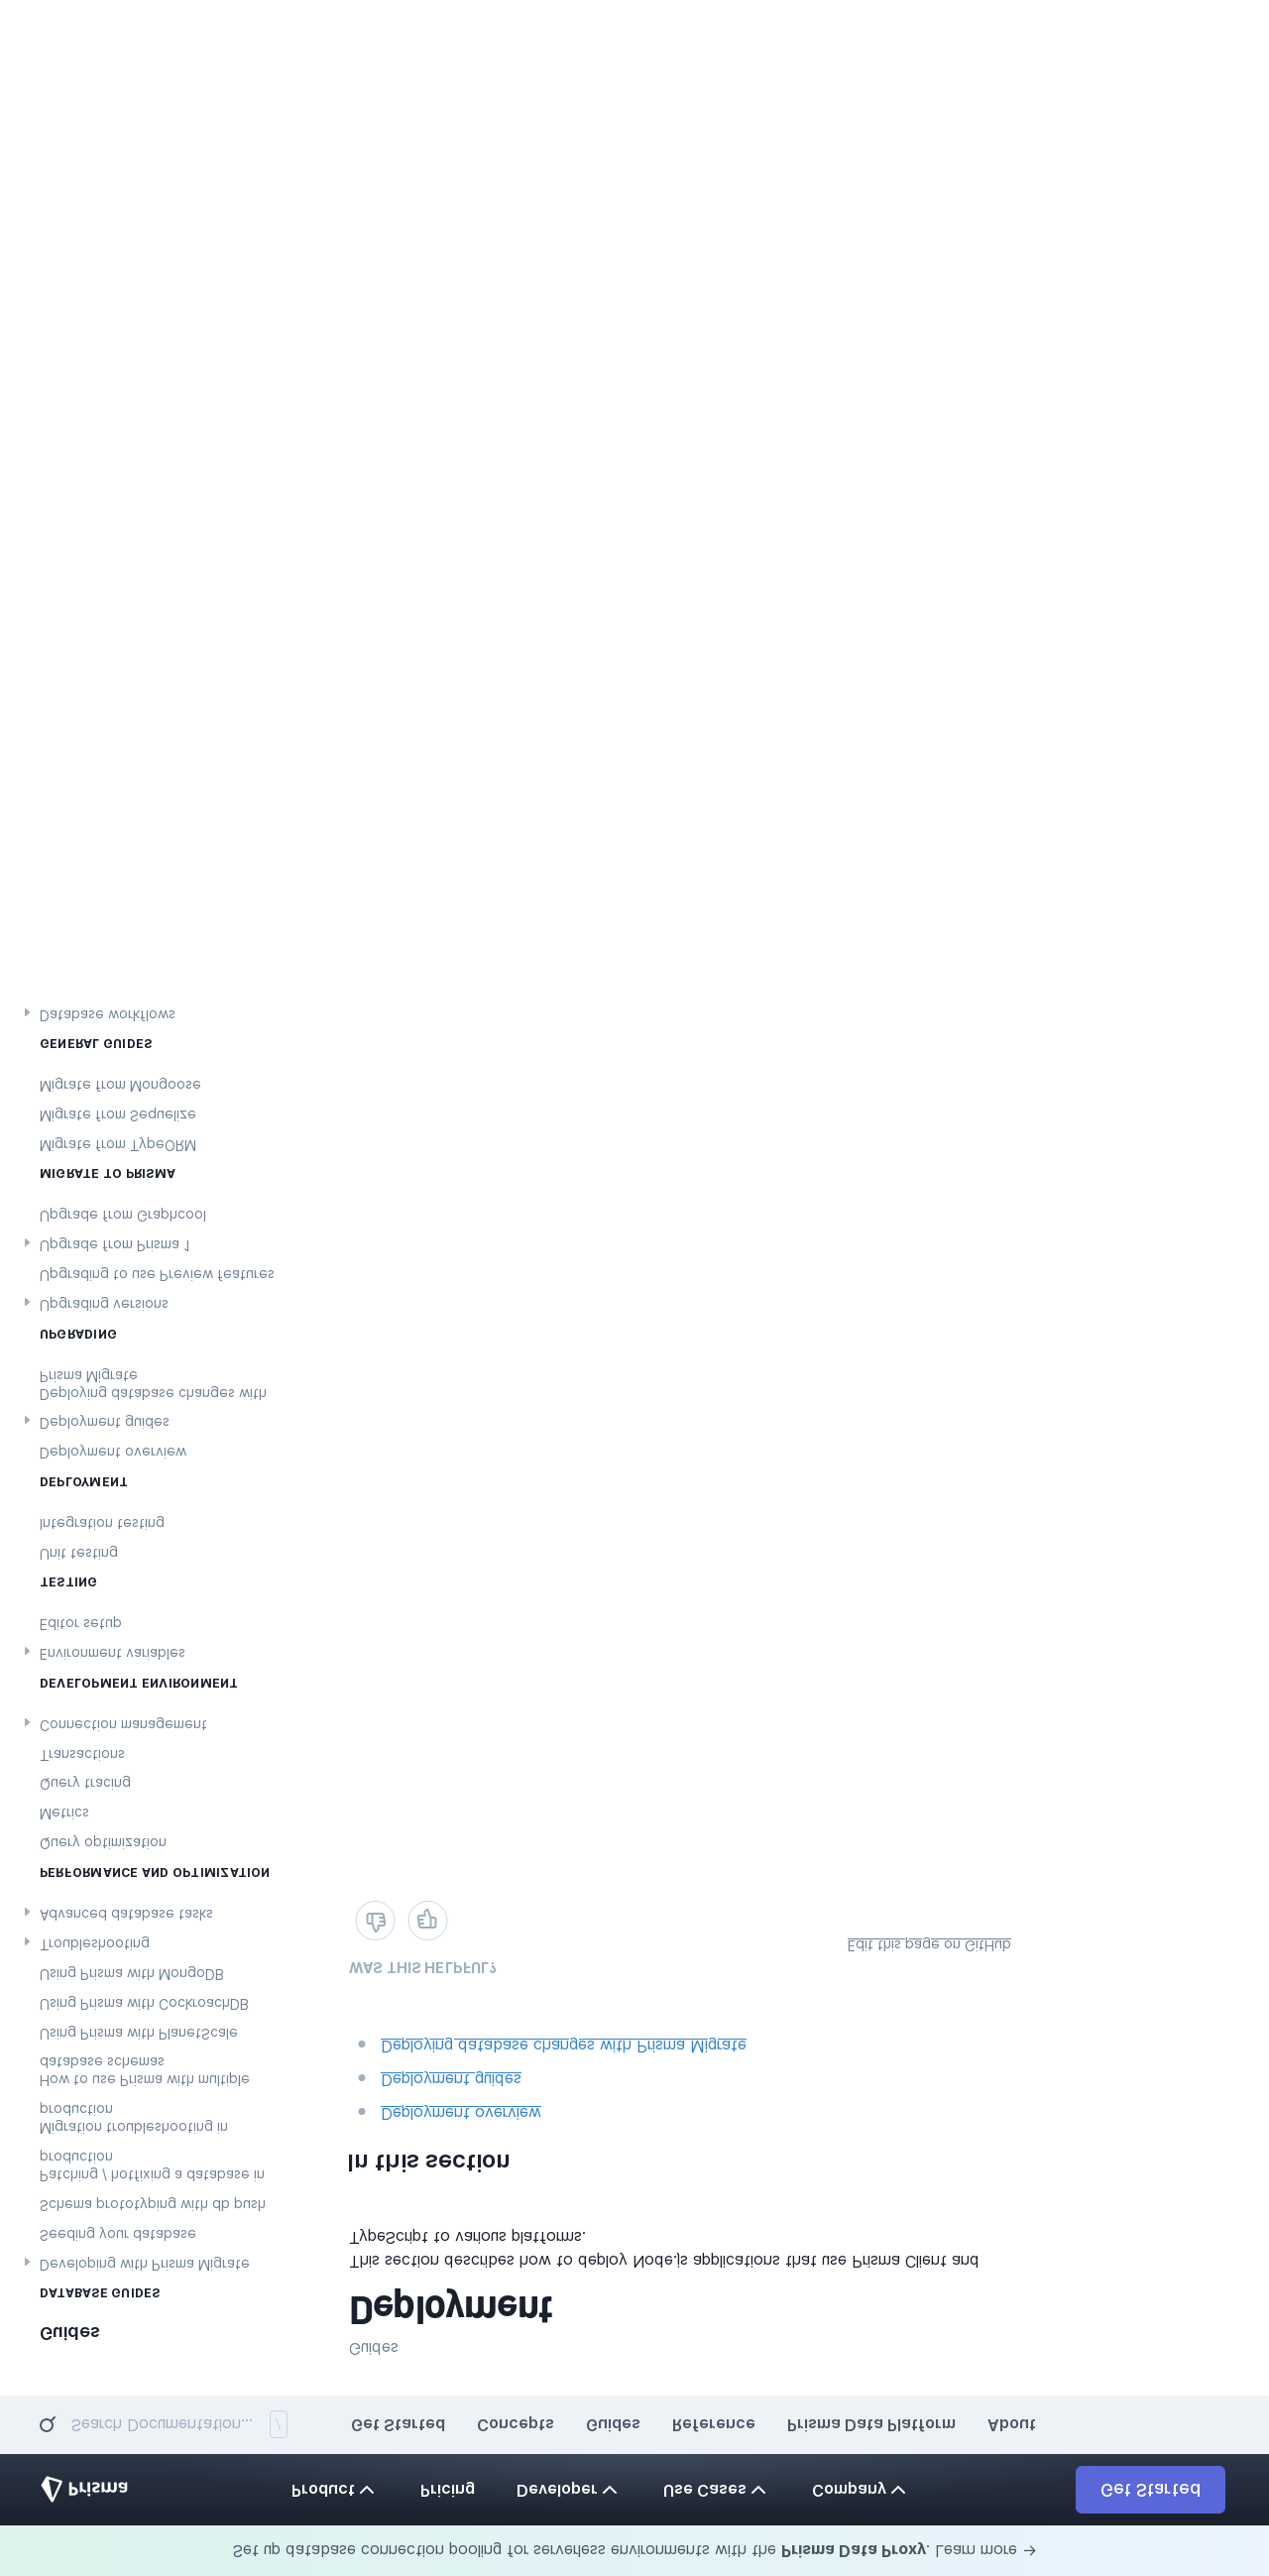 Set up database connection pooling for serverless environments with the Prisma Data Proxy. Learn more →
Prisma
Product
Pricing
Developer
Use Cases
Company
Get Started
Search Documentation... /
Get Started
Concepts
Guides
Reference
Prisma Data Platform
About
Guides
DATABASE GUIDES
Developing with Prisma Migrate
Seeding your database
Schema prototyping with db push
Patching / hotfixing a database in
production
Migration troubleshooting in
production
How to use Prisma with multiple
database schemas
Using Prisma with PlanetScale
Using Prisma with CockroachDB
Using Prisma with MongoDB
Troubleshooting
Advanced database tasks
PERFORMANCE AND OPTIMIZATION
Query optimization
Metrics
Query tracing
Transactions
Connection management
DEVELOPMENT ENVIRONMENT
Environment variables
Editor setup
TESTING
Unit testing
Integration testing
DEPLOYMENT
Deployment overview
Deployment guides
Deploying database changes with
Prisma Migrate
UPGRADING
Upgrading versions
Upgrading to use Preview features
Upgrade from Prisma 1
Upgrade from Graphcool
MIGRATE TO PRISMA
Migrate from TypeORM
Migrate from Sequelize
Migrate from Mongoose
GENERAL GUIDES
Database workflows
Guides
Deployment
This section describes how to deploy Node.js applications that use Prisma Client and
TypeScript to various platforms.
In this section
Deployment overview
Deployment guides
Deploying database changes with Prisma Migrate
WAS THIS HELPFUL?
Edit this page on GitHub